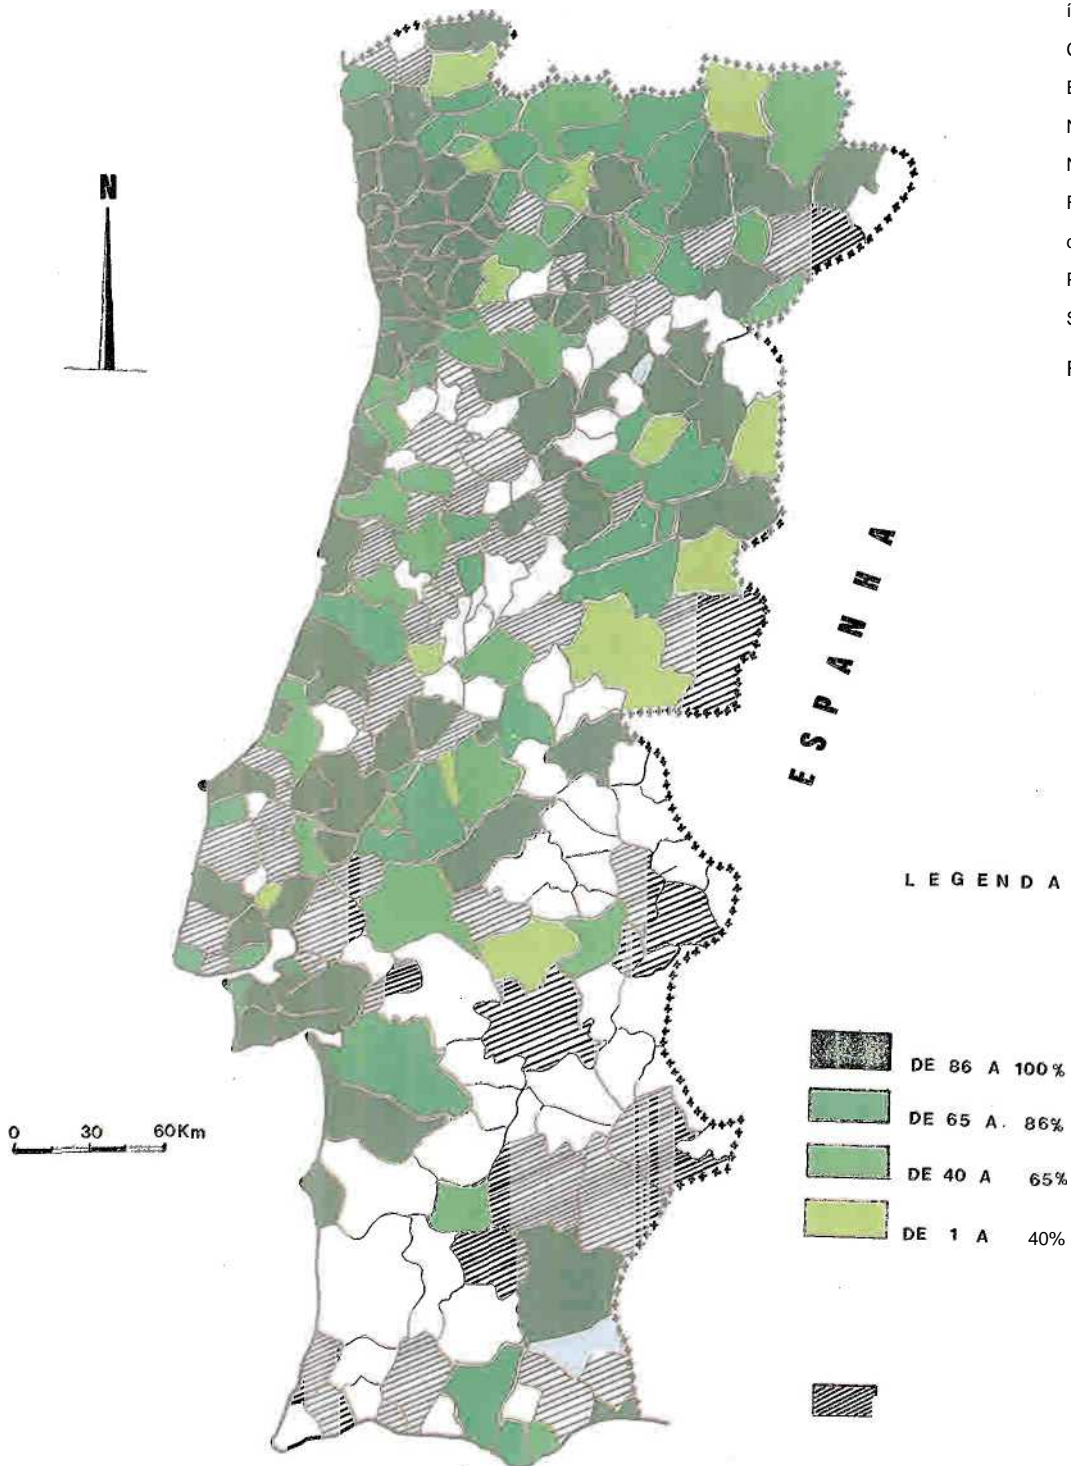 í
N
ESPANHA
LEGENDA
DE 86 A 100%
DE 65 A. 86%
DE 40 A 65%
DE 1 A 40%
0 30 60Km